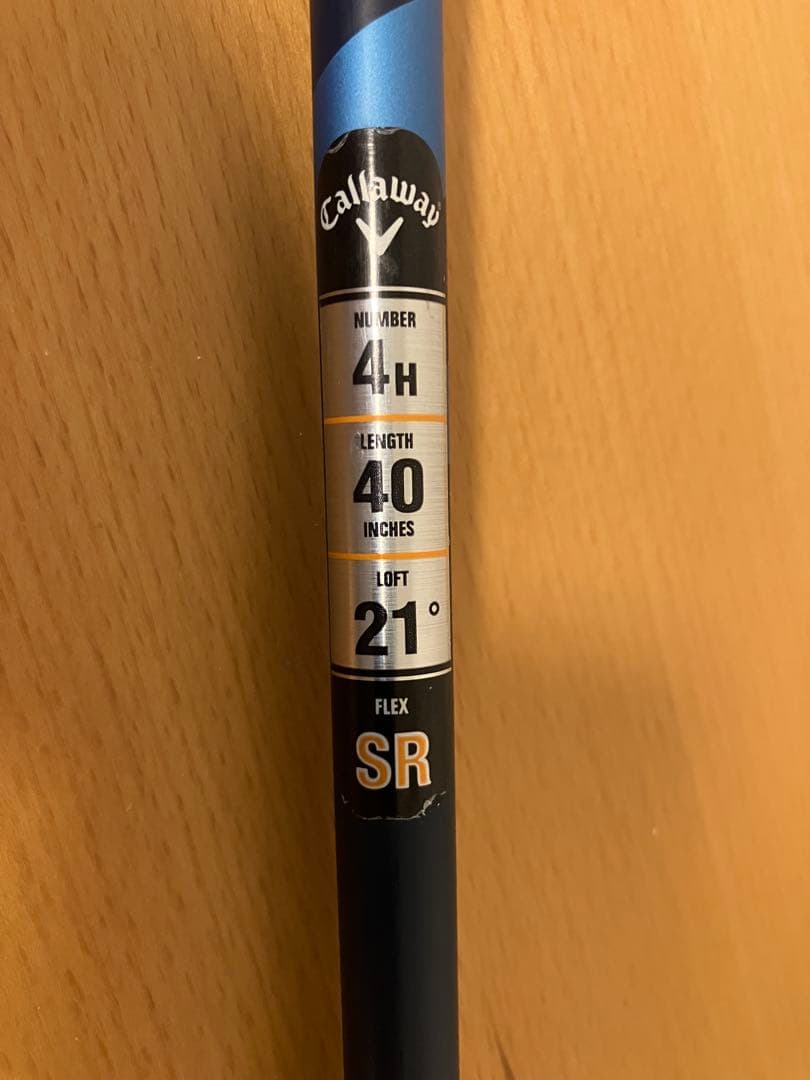 Callaway
NUMBER
4H
LENGTH
40
INCHES
LOFT
21°
FLEX
SR